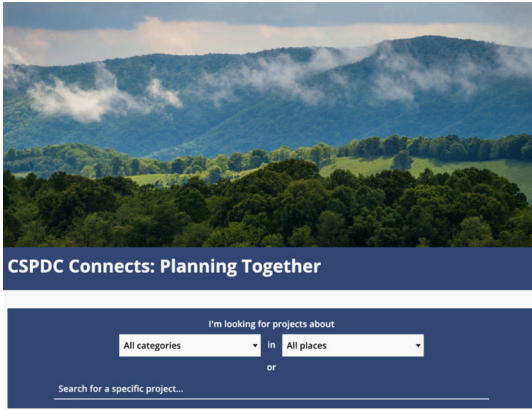 CSPDC Connects: Planning Together
I'm looking for projects about
All categories in All places
or
Search for a specific project...